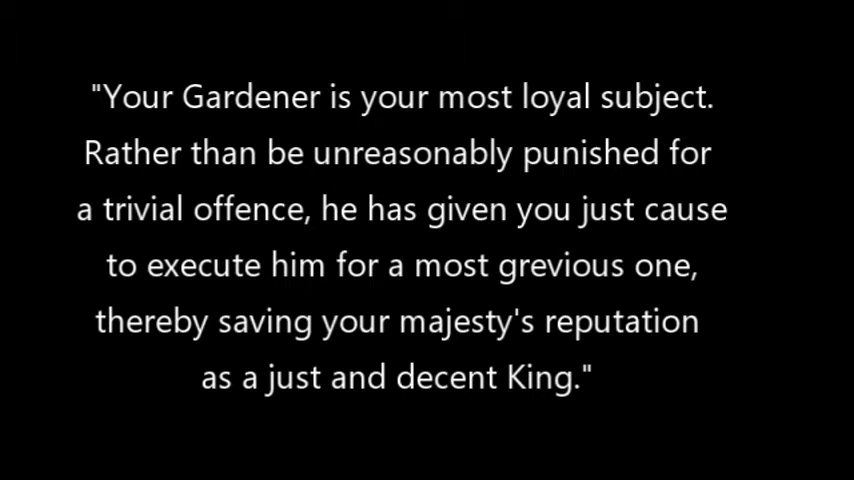 "Your Gardener is your most loyal subject.
Rather than be unreasonably punished for
a trivial offence, he has given you just cause
to execute him for a most grevious one,
thereby saving your majesty's reputation
as a just and decent King."